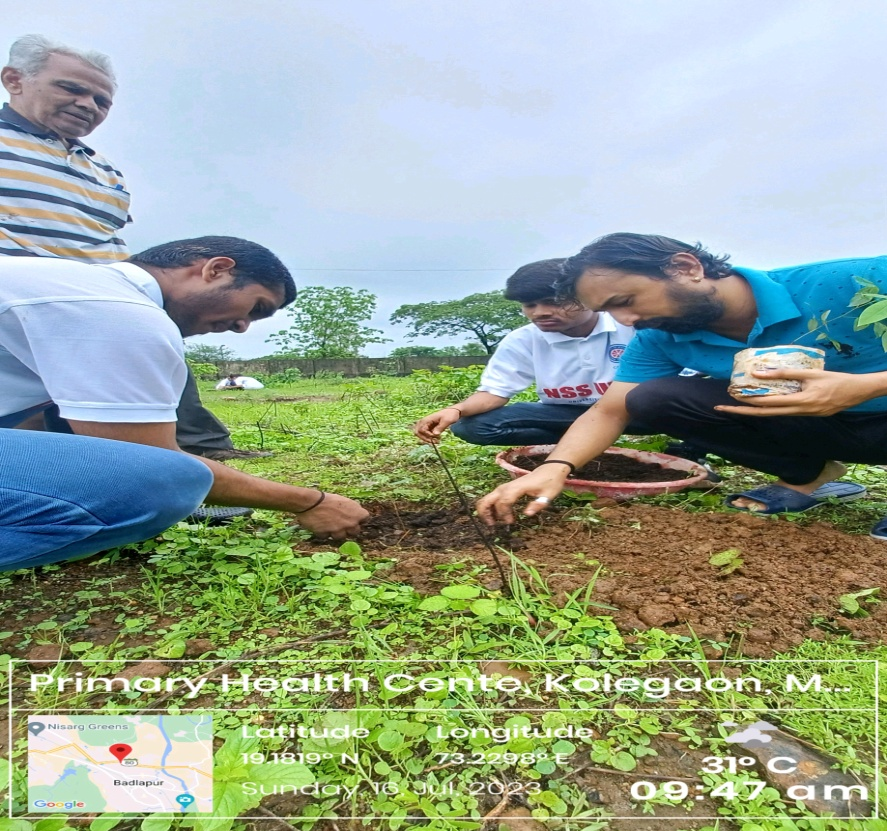 NSS
Primary Health Cente, Kolegaon, M...
Nisarg Greens
Badlapur
Google
Latitude
Longitude
19.1819° N
73.2298° E
31° C
Sunday, 16, Jul, 2023
09:47 am